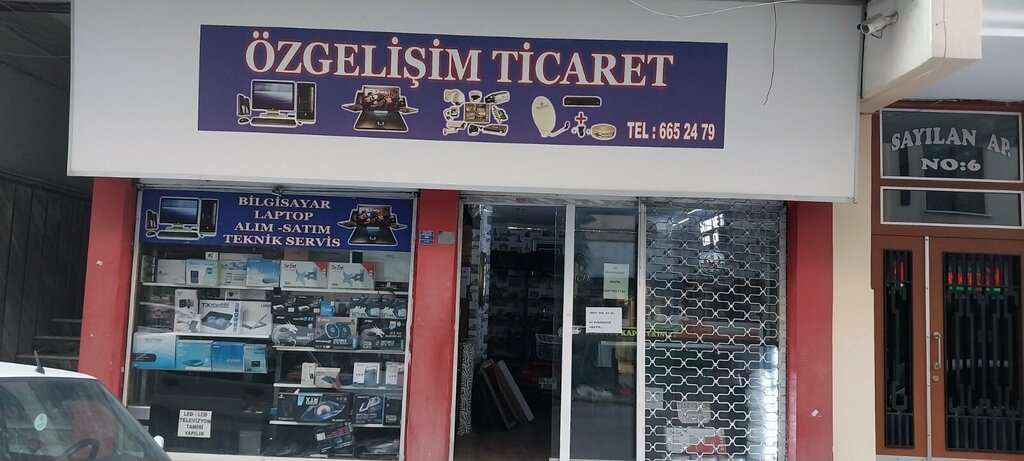 ÖZGELİŞİM TİCARET
TEL : 665 24 79
BİLGİSAYAR
LAPTOP
ALIM -SATIM
TEKNİK SERVİS
LED - LCD
TELEVİZYON
TAMİRİ
YAPILIR
SAYILAN AP.
NO:6